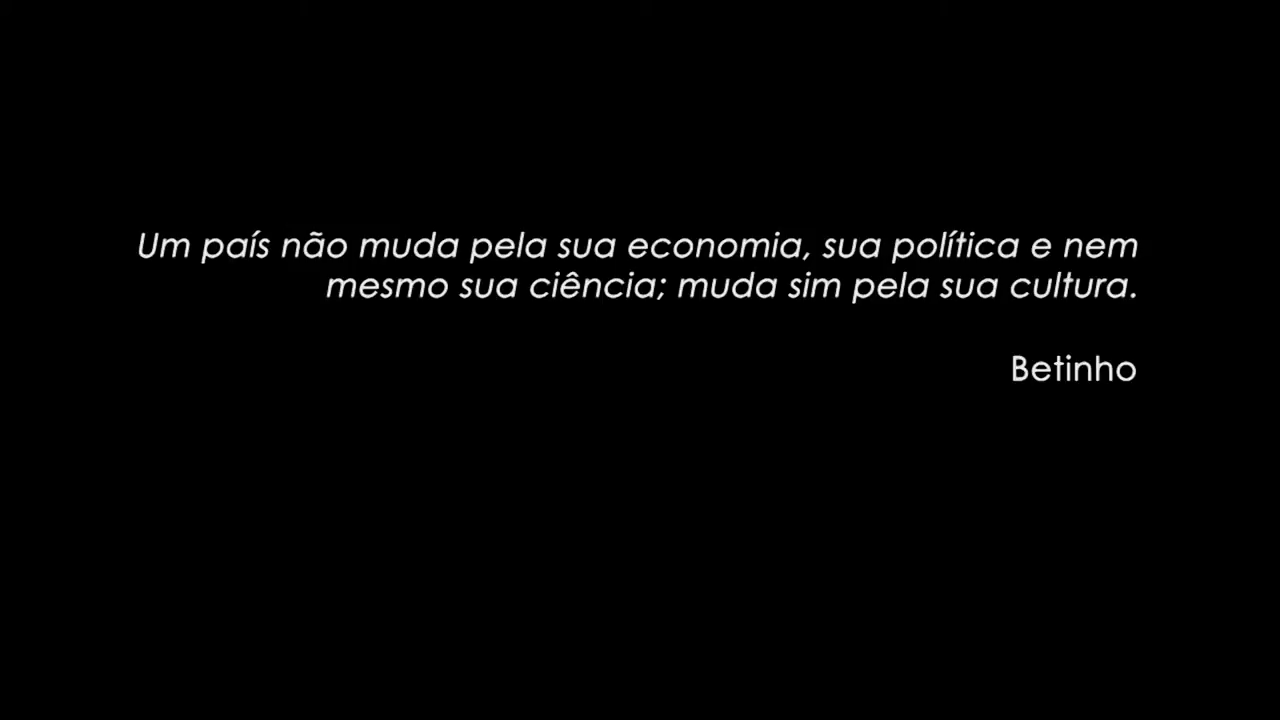 Um país não muda pela sua economia, sua política e nem
mesmo sua ciência; muda sim pela sua cultura.
Betinho